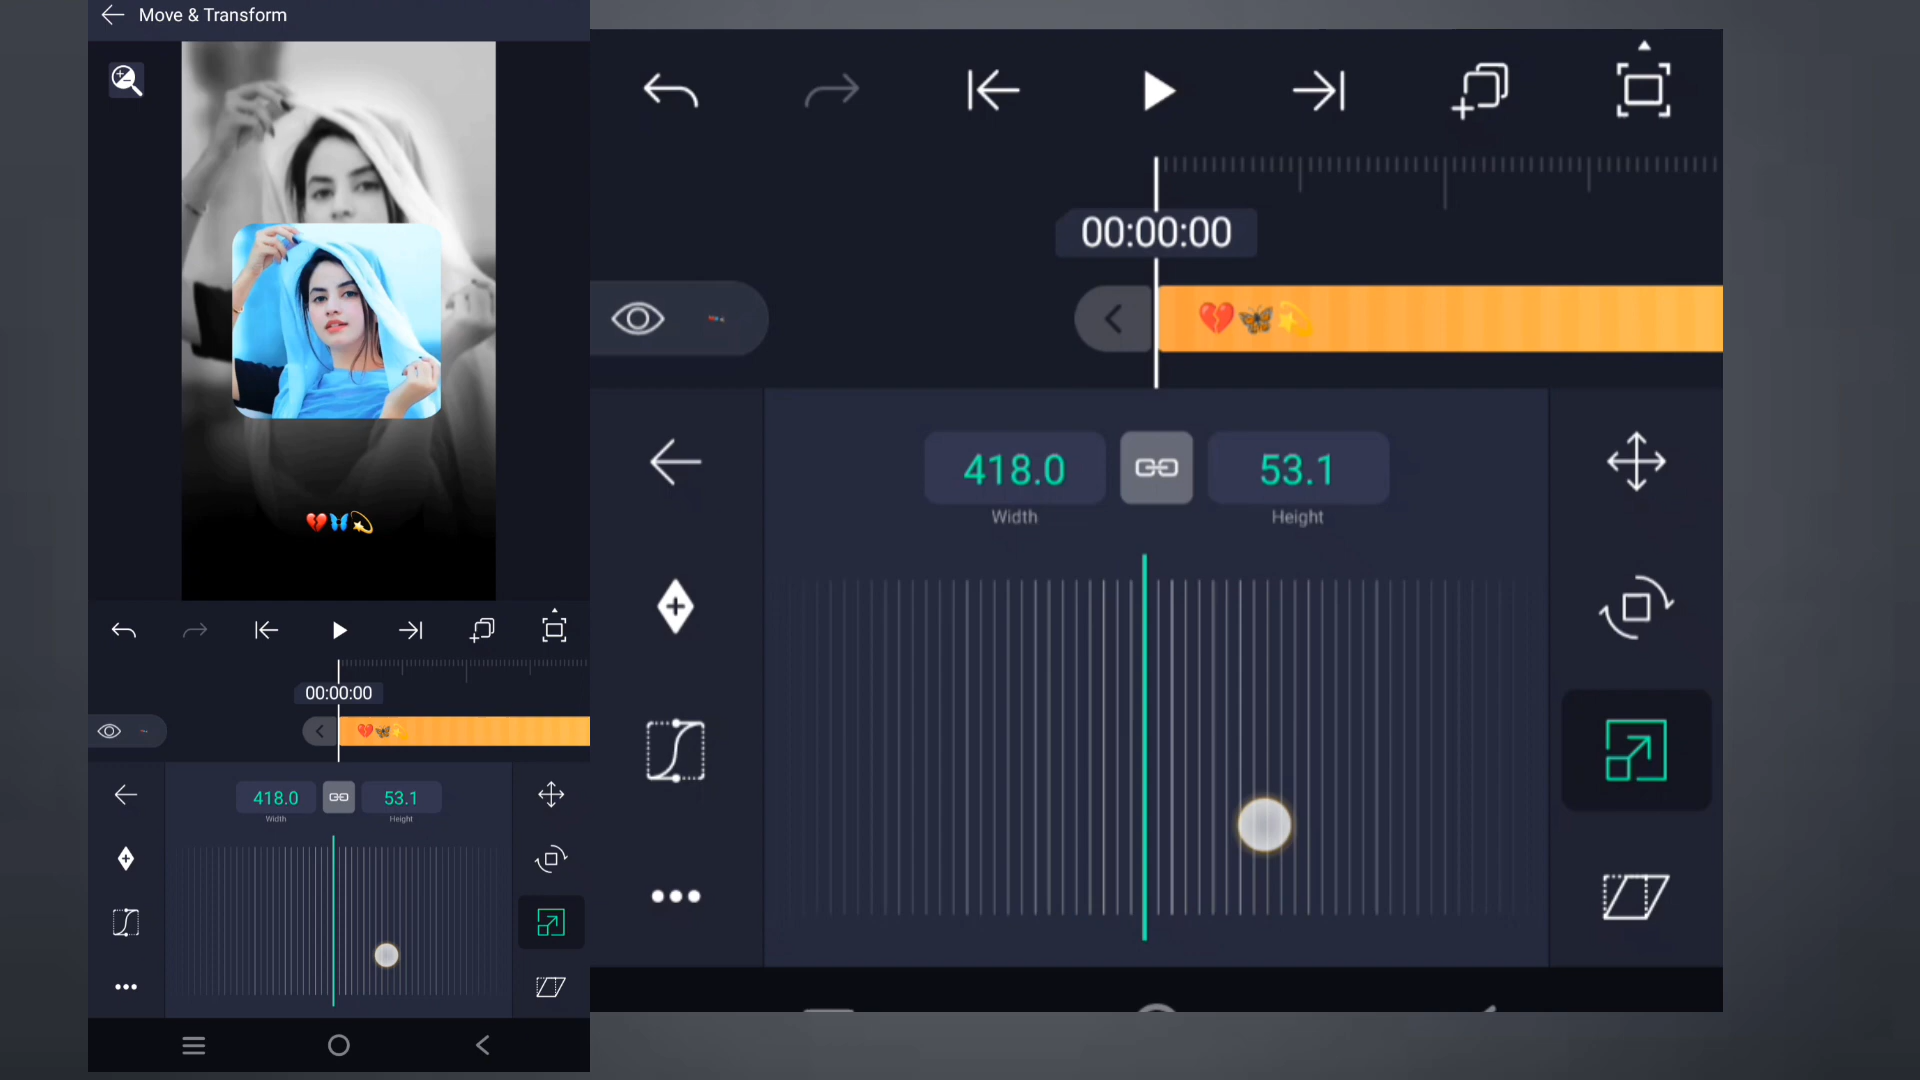 Move & Transform
00:00:00
💔🦋💫
418.0
53.1
Width
Height
00:00:00
💔🦋💫
418.0
53.1
Width
Height